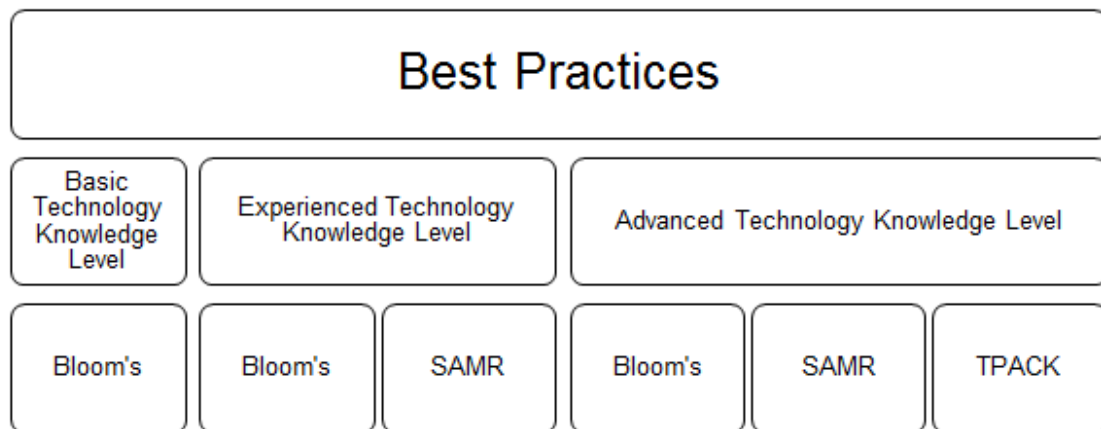 Best Practices
Basic
Technology
Knowledge
Level
Experienced Technology
Knowledge Level
Advanced Technology Knowledge Level
Bloom's
Bloom's
SAMR
Bloom's
SAMR
TPACK